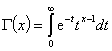 Γ(x) = ∫₀^∞ e^{-t} t^{x-1} dt